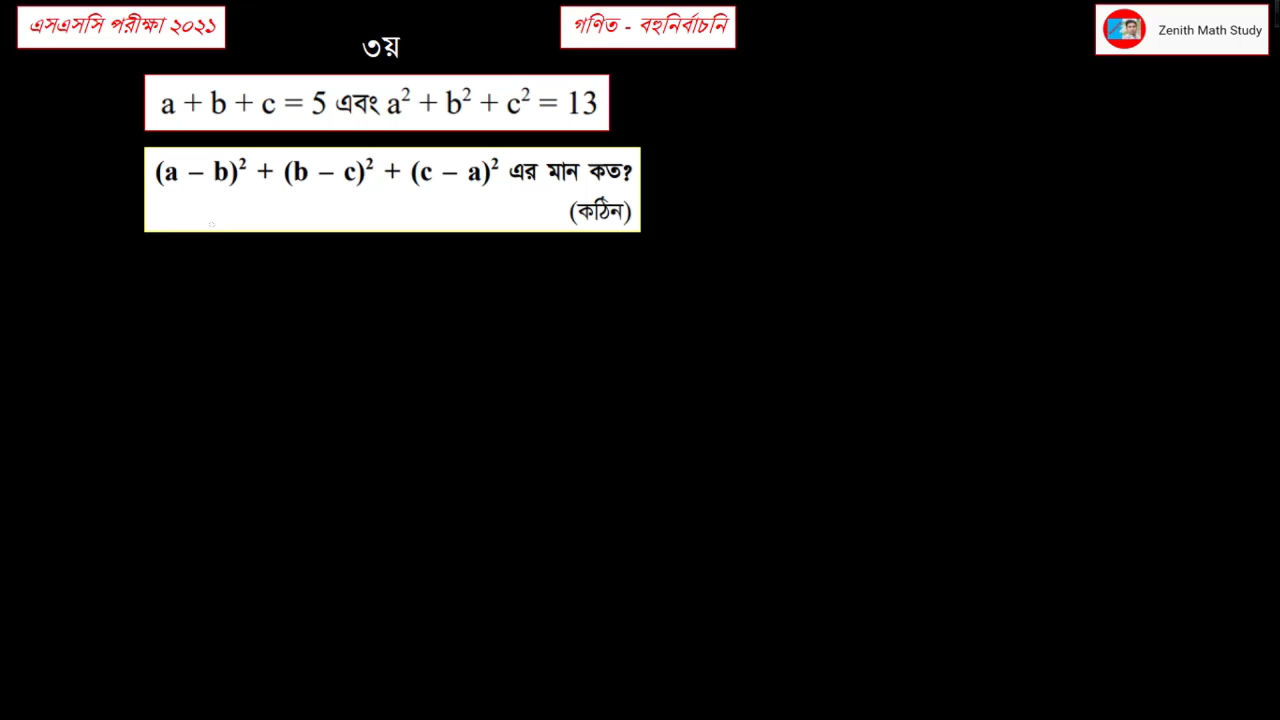 এসএসসি পরীক্ষা ২০২১
গণিত - বহুনির্বাচনি
Zenith Math Study
৩য়
a + b + c = 5 এবং a² + b² + c² = 13
(a – b)² + (b – c)² + (c – a)² এর মান কত?
(কঠিন)